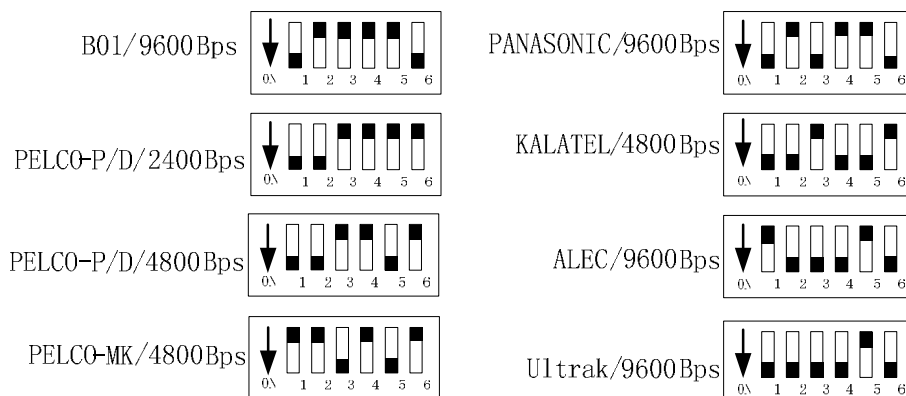 B01/9600Bps
ON 1 2 3 4 5 6
PANASONIC/9600Bps
ON 1 2 3 4 5 6
PELCO-P/D/2400Bps
ON 1 2 3 4 5 6
KALATEL/4800Bps
ON 1 2 3 4 5 6
PELCO-P/D/4800Bps
ON 1 2 3 4 5 6
ALEC/9600Bps
ON 1 2 3 4 5 6
PELCO-MK/4800Bps
ON 1 2 3 4 5 6
Ultrak/9600Bps
ON 1 2 3 4 5 6